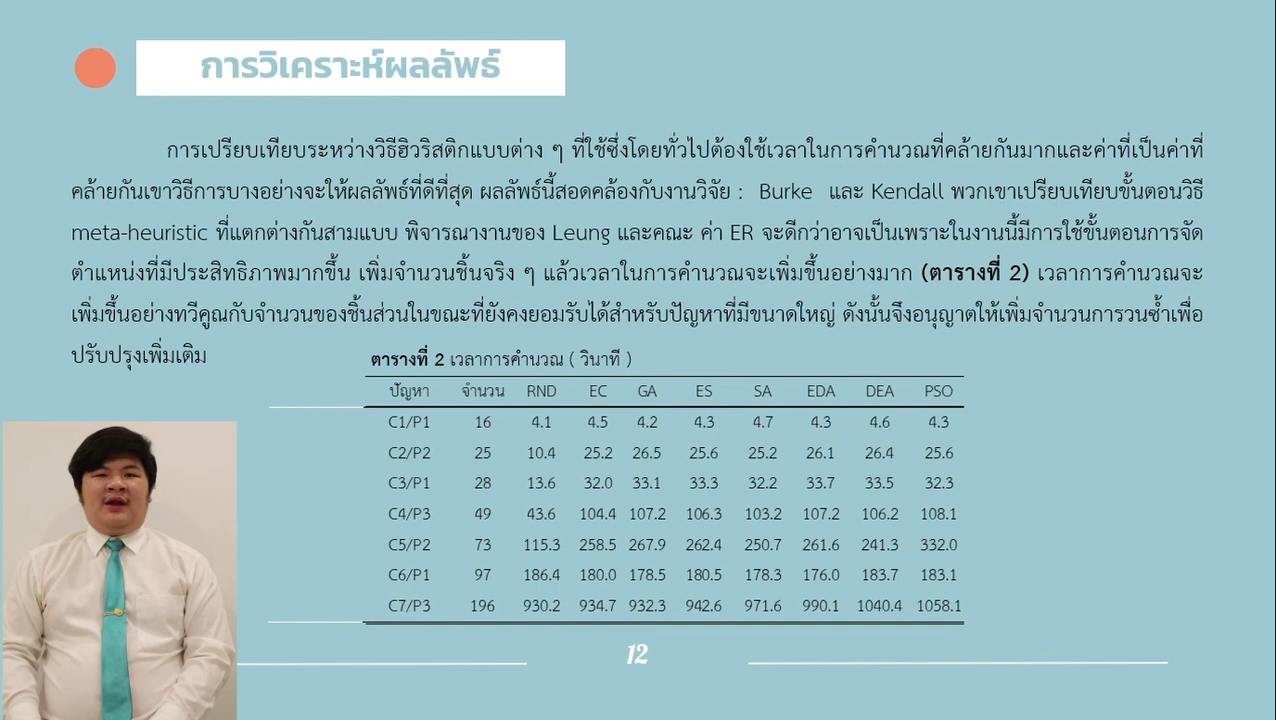 การวิเคราะห์ผลลัพธ์
การเปรียบเทียบระหว่างวิธีฮิวริสติกแบบต่าง ๆ ที่ใช้ซึ่งโดยทั่วไปต้องใช้เวลาในการคำนวณที่คล้ายกันมากและค่าที่เป็นค่าที่
คล้ายกันเขาวิธีการบางอย่างจะให้ผลลัพธ์ที่ดีที่สุด ผลลัพธ์นี้สอดคล้องกับงานวิจัย : Burke และ Kendall พวกเขาเปรียบเทียบขั้นตอนวิธี
meta-heuristic ที่แตกต่างกันสามแบบ พิจารณางานของ Leung และคณะ ค่า ER จะดีกว่าอาจเป็นเพราะในงานนี้มีการใช้ขั้นตอนการจัด
ตำแหน่งที่มีประสิทธิภาพมากขึ้น เพิ่มจำนวนชิ้นจริง ๆ แล้วเวลาในการคำนวณจะเพิ่มขึ้นอย่างมาก (ตารางที่ 2) เวลาการคำนวณจะ
เพิ่มขึ้นอย่างทวีคูณกับจำนวนของชิ้นส่วนในขณะที่ยังคงยอมรับได้สำหรับปัญหาที่มีขนาดใหญ่ ดังนั้นจึงอนุญาตให้เพิ่มจำนวนการวนซ้ำเพื่อ
ปรับปรุงเพิ่มเติม
ตารางที่ 2 เวลาการคำนวณ ( วินาที )
ปัญหา จำนวน RND EC GA ES SA EDA DEA PSO
C1/P1 16 4.1 4.5 4.2 4.3 4.7 4.3 4.6 4.3
C2/P2 25 10.4 25.2 26.5 25.6 25.2 26.1 26.4 25.6
C3/P1 28 13.6 32.0 33.1 33.3 32.2 33.7 33.5 32.3
C4/P3 49 43.6 104.4 107.2 106.3 103.2 107.2 106.2 108.1
C5/P2 73 115.3 258.5 267.9 262.4 250.7 261.6 241.3 332.0
C6/P1 97 186.4 180.0 178.5 180.5 178.3 176.0 183.7 183.1
C7/P3 196 930.2 934.7 932.3 942.6 971.6 990.1 1040.4 1058.1
12